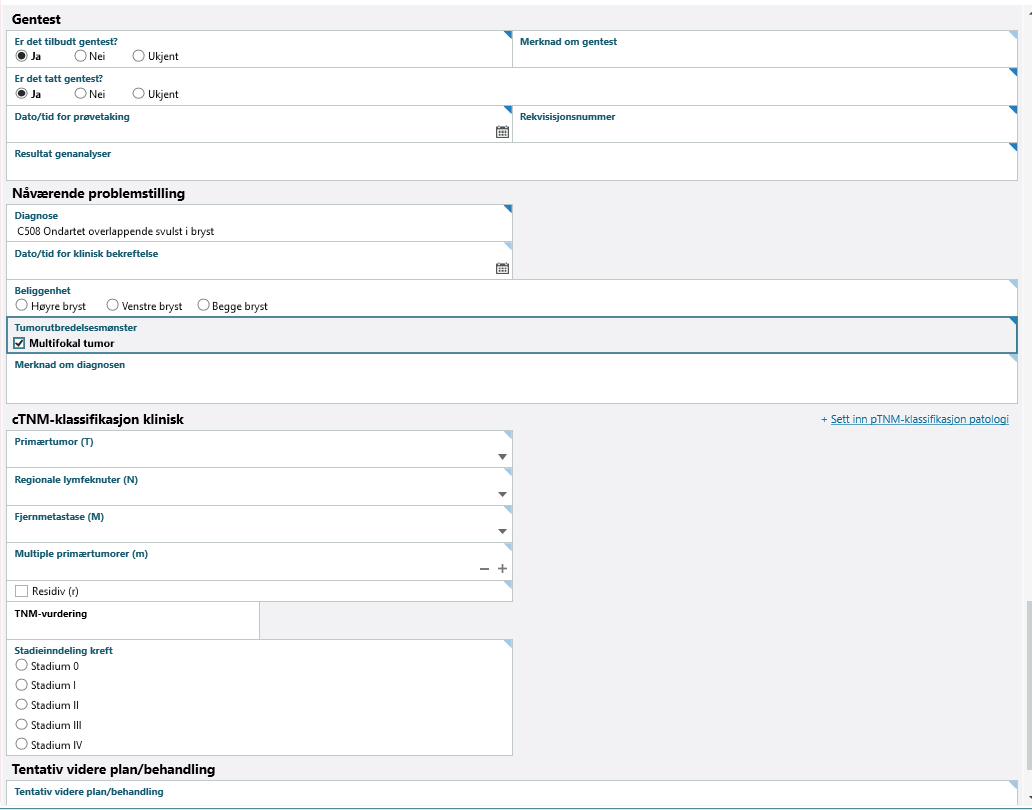 Gentest
Er det tilbudt gentest?
Merknad om gentest
Ja Nei Ukjent
Er det tatt gentest?
Ja Nei Ukjent
Dato/tid for prøvetaking
Rekvisisjonsnummer
Resultat genanalyser
Nåværende problemstilling
Diagnose
C508 Ondartet overlappende svulst i bryst
Dato/tid for klinisk bekreftelse
Beliggenhet
Høyre bryst Venstre bryst Begge bryst
Tumorutbredelsesmønster
Multifokal tumor
Merknad om diagnosen
cTNM-klassifikasjon klinisk
+ Sett inn pTNM-klassifikasjon patologi
Primærtumor (T)
Regionale lymfeknuter (N)
Fjernmetastase (M)
Multiple primærtumorer (m)
Residiv (r)
TNM-vurdering
Stadieinndeling kreft
Stadium 0
Stadium I
Stadium II
Stadium III
Stadium IV
Tentativ videre plan/behandling
Tentativ videre plan/behandling